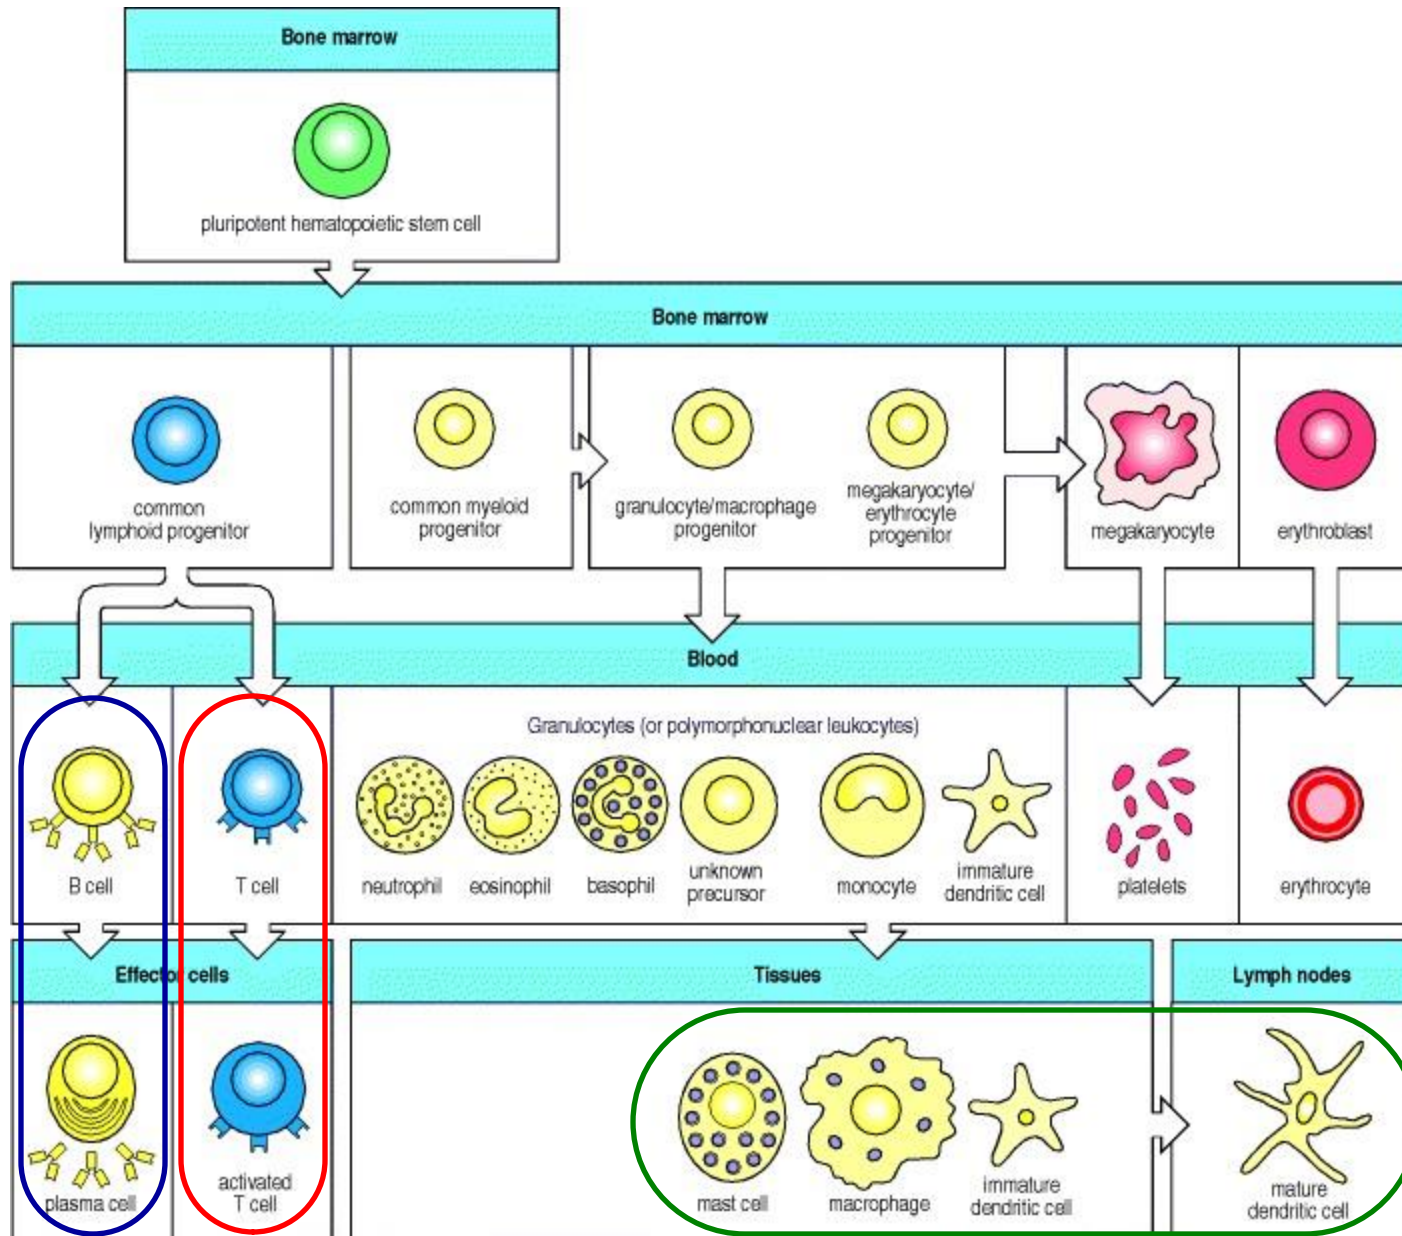 Bone marrow
pluripotent hematopoietic stem cell
Bone marrow
common
lymphoid progenitor
common myeloid
progenitor
granulocyte/macrophage
progenitor
megakaryocyte/
erythrocyte
progenitor
megakaryocyte
erythroblast
Blood
Granulocytes (or polymorphonuclear leukocytes)
B cell
T cell
neutrophil
eosinophil
basophil
unknown
precursor
monocyte
immature
dendritic cell
platelets
erythrocyte
Effector cells
Tissues
Lymph nodes
plasma cell
activated
T cell
mast cell
macrophage
immature
dendritic cell
mature
dendritic cell